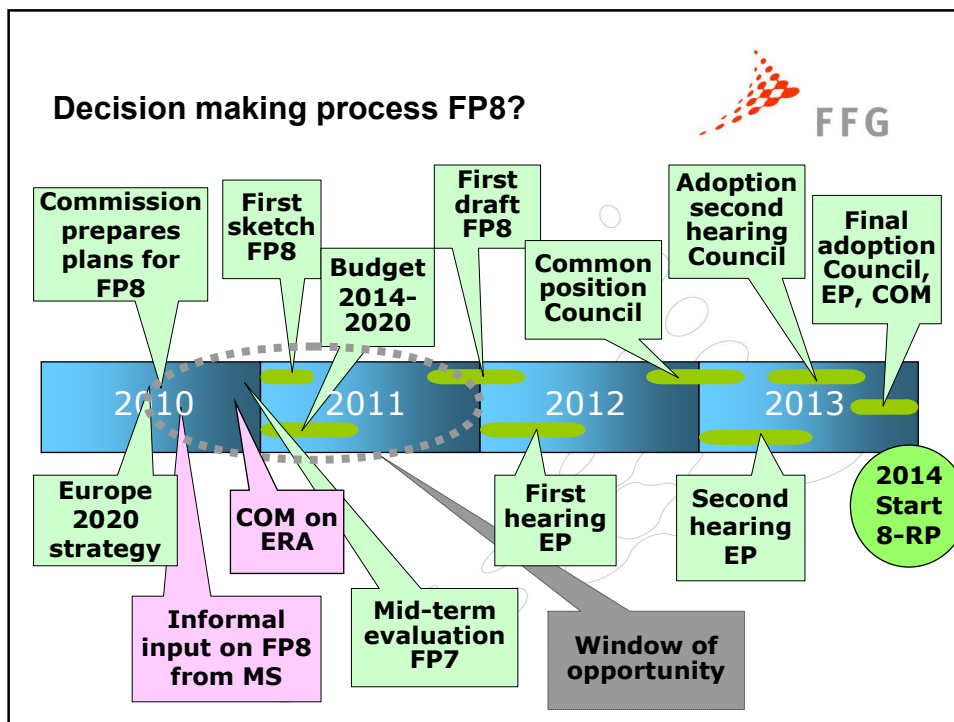 Decision making process FP8?
FFG
Commission
prepares
plans for
FP8
First
sketch
FP8
Budget
2014-
2020
First
draft
FP8
Common
position
Council
Adoption
second
hearing
Council
Final
adoption
Council,
EP, COM
2010
2011
2012
2013
Europe
2020
strategy
COM on
ERA
Informal
input on FP8
from MS
Mid-term
evaluation
FP7
First
hearing
EP
Window of
opportunity
Second
hearing
EP
2014
Start
8-RP